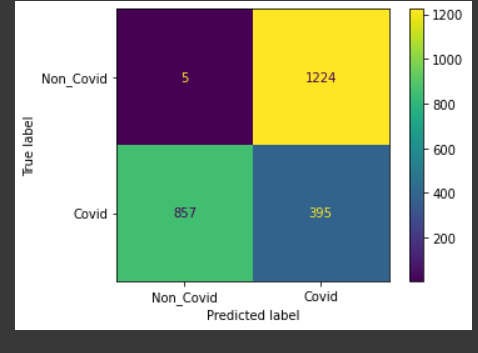 Non_Covid
5
1224
Covid
857
395
Non_Covid
Covid
Predicted label
True label
1200
1000
800
600
400
200